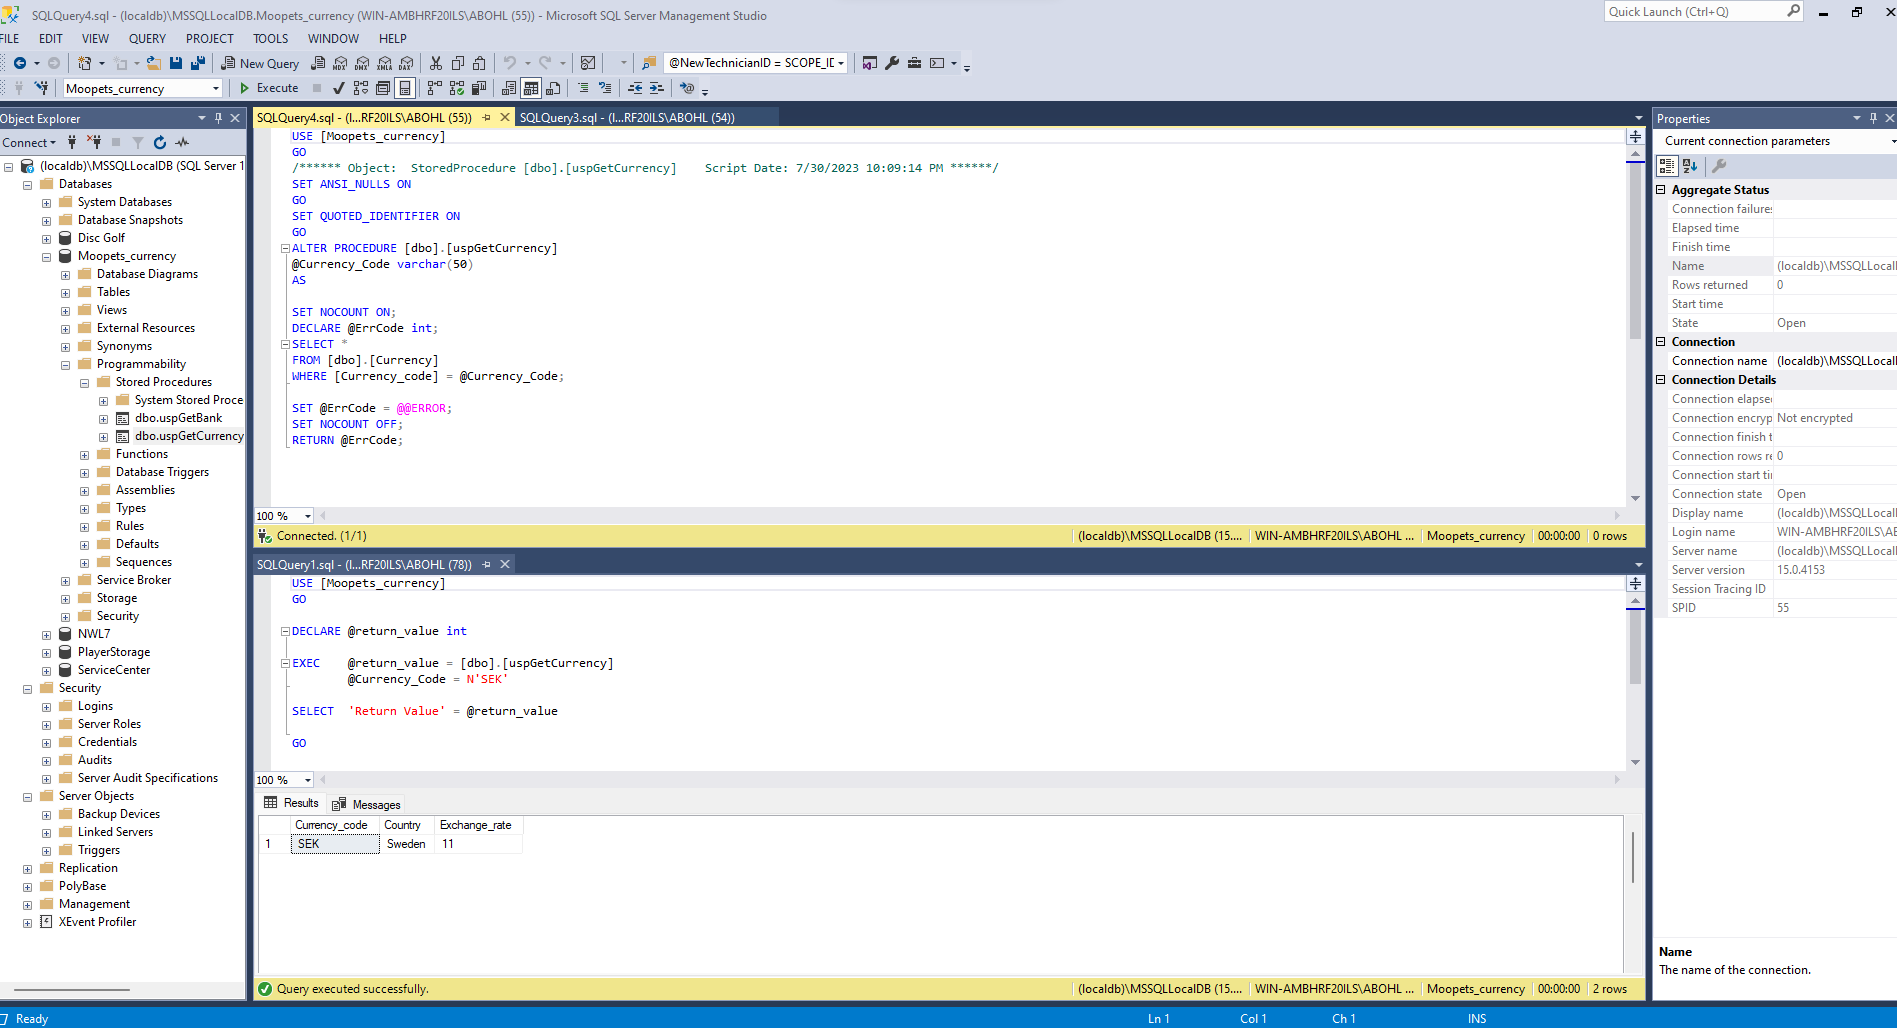 SQLQuery4.sql - (localdb)\MSSQLLocalDB.Moopets_currency (WIN-AMBHRF20ILS\ABOHL (55)) - Microsoft SQL Server Management Studio
Quick Launch (Ctrl+Q)
FILE EDIT VIEW QUERY PROJECT TOOLS WINDOW HELP
New Query
MDX DMX XMLA DAX
@NewTechnicianID = SCOPE_ID
Moopets_currency
Execute
Object Explorer
Connect
(localdb)\MSSQLLocalDB (SQL Server 1
Databases
System Databases
Database Snapshots
Disc Golf
Moopets_currency
Database Diagrams
Tables
Views
External Resources
Synonyms
Programmability
Stored Procedures
System Stored Proce
dbo.uspGetBank
dbo.uspGetCurrency
Functions
Database Triggers
Assemblies
Types
Rules
Defaults
Sequences
Service Broker
Storage
Security
NWL7
PlayerStorage
ServiceCenter
Security
Logins
Server Roles
Credentials
Audits
Server Audit Specifications
Server Objects
Backup Devices
Linked Servers
Triggers
Replication
PolyBase
Management
XEvent Profiler
SQLQuery4.sql - (l...RF20ILS\ABOHL (55)) SQLQuery3.sql - (l...RF20ILS\ABOHL (54))
USE [Moopets_currency]
GO
/****** Object:  StoredProcedure [dbo].[uspGetCurrency]    Script Date: 7/30/2023 10:09:14 PM ******/
SET ANSI_NULLS ON
GO
SET QUOTED_IDENTIFIER ON
GO
ALTER PROCEDURE [dbo].[uspGetCurrency]
@Currency_Code varchar(50)
AS
SET NOCOUNT ON;
DECLARE @ErrCode int;
SELECT *
FROM [dbo].[Currency]
WHERE [Currency_code] = @Currency_Code;
SET @ErrCode = @@ERROR;
SET NOCOUNT OFF;
RETURN @ErrCode;
100 %
Connected. (1/1) (localdb)\MSSQLLocalDB (15.... WIN-AMBHRF20ILS\ABOHL ... Moopets_currency 00:00:00 0 rows
SQLQuery1.sql - (l...RF20ILS\ABOHL (78))
USE [Moopets_currency]
GO
DECLARE @return_value int
EXEC    @return_value = [dbo].[uspGetCurrency]
@Currency_Code = N'SEK'
SELECT  'Return Value' = @return_value
GO
100 %
Results Messages
Currency_code Country Exchange_rate
1 SEK Sweden 11
Query executed successfully. (localdb)\MSSQLLocalDB (15.... WIN-AMBHRF20ILS\ABOHL ... Moopets_currency 00:00:00 2 rows
Properties
Current connection parameters
Aggregate Status
Connection failures
Elapsed time
Finish time
Name (localdb)\MSSQLLocalI
Rows returned 0
Start time
State Open
Connection
Connection name (localdb)\MSSQLLocalI
Connection Details
Connection elapsed
Connection encryp Not encrypted
Connection finish t
Connection rows re 0
Connection start tir
Connection state Open
Display name (localdb)\MSSQLLocalI
Login name WIN-AMBHRF20ILS\AB
Server name (localdb)\MSSQLLocalI
Server version 15.0.4153
Session Tracing ID
SPID 55
Name
The name of the connection.
Ready Ln 1 Col 1 Ch 1 INS